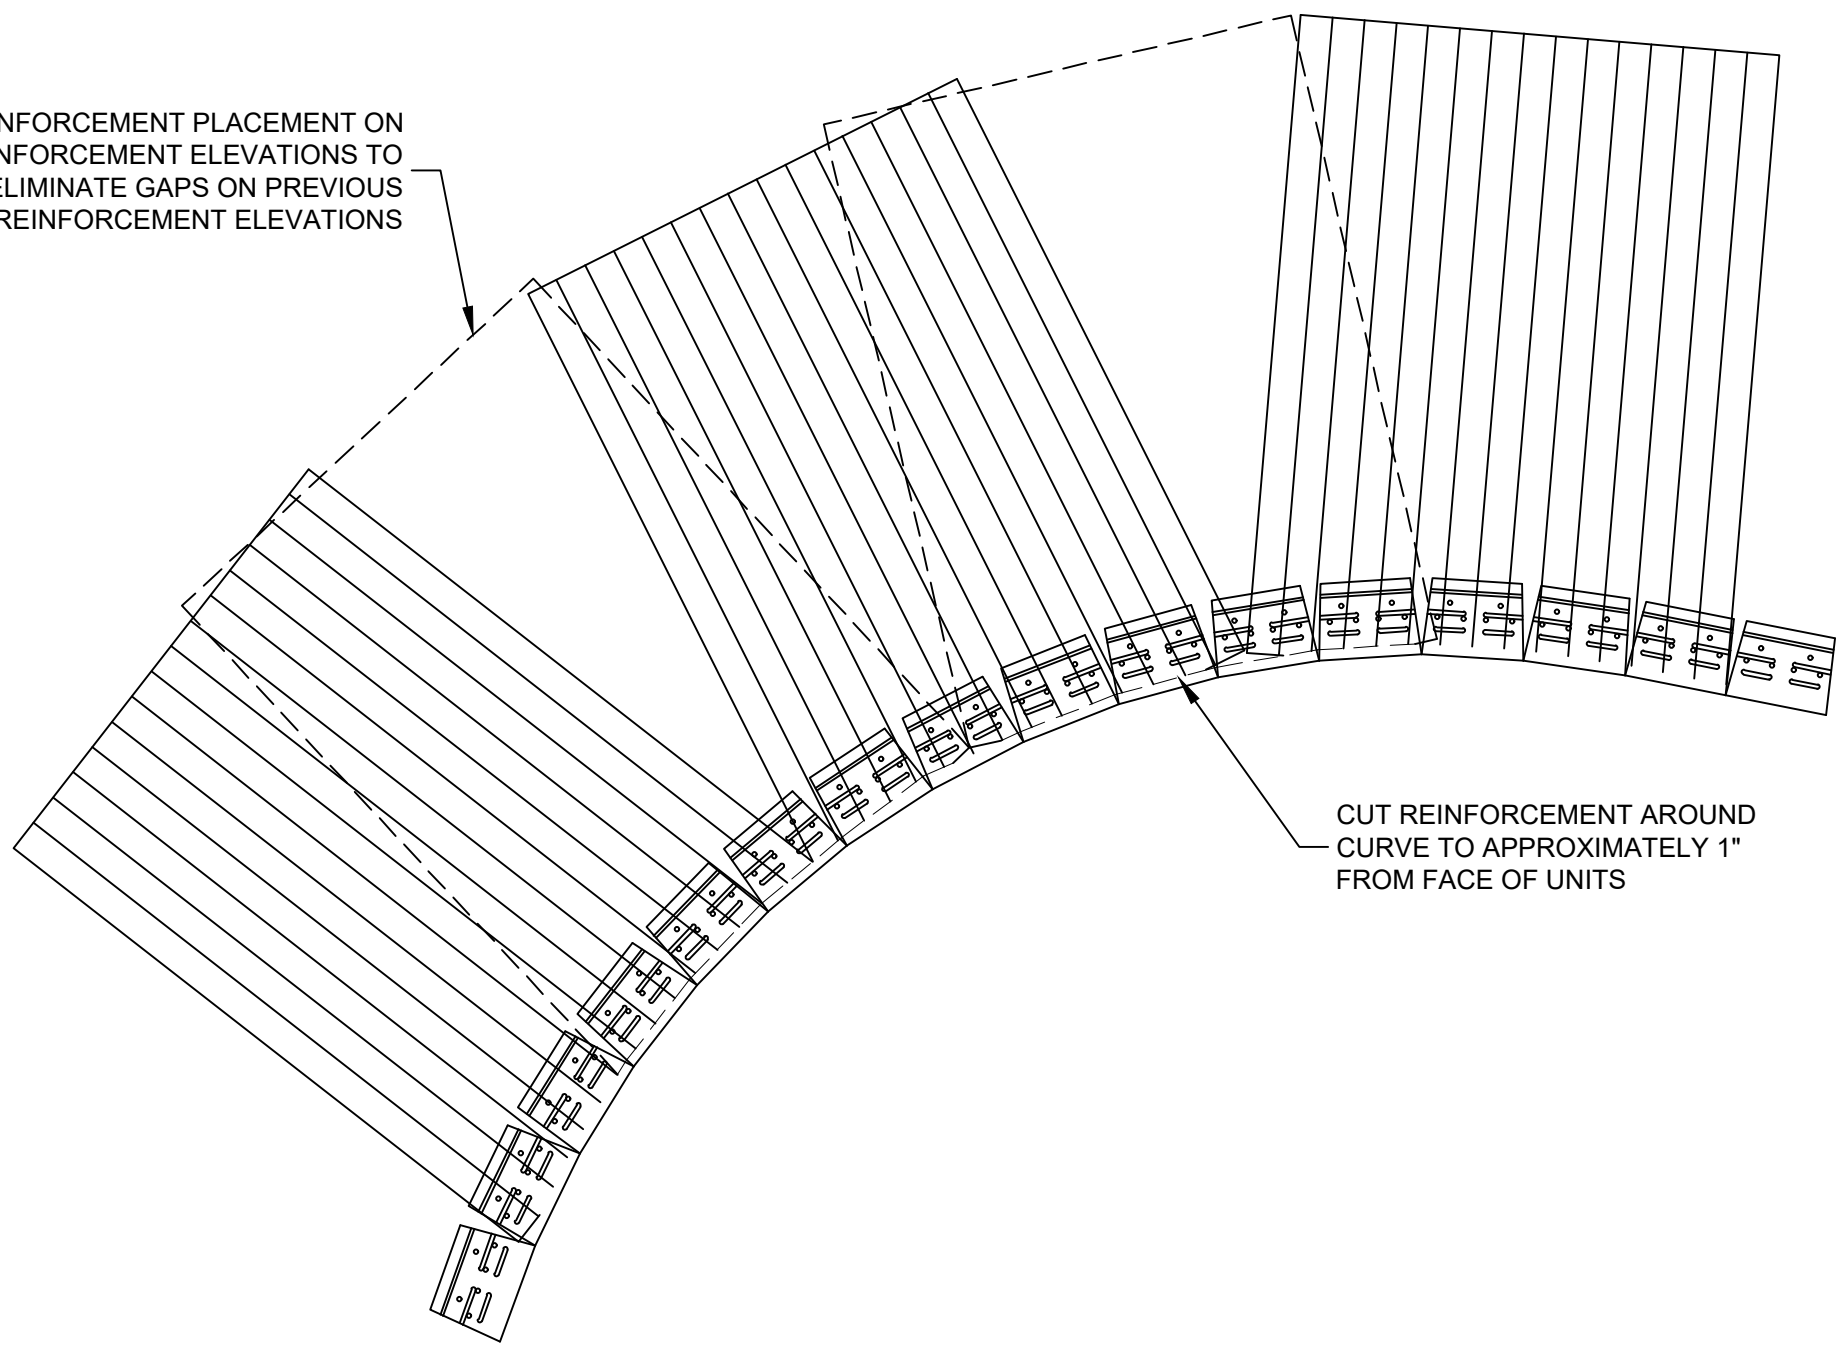 NFORCEMENT PLACEMENT ON
NFORCEMENT ELEVATIONS TO
ELIMINATE GAPS ON PREVIOUS
REINFORCEMENT ELEVATIONS
CUT REINFORCEMENT AROUND
CURVE TO APPROXIMATELY 1"
FROM FACE OF UNITS